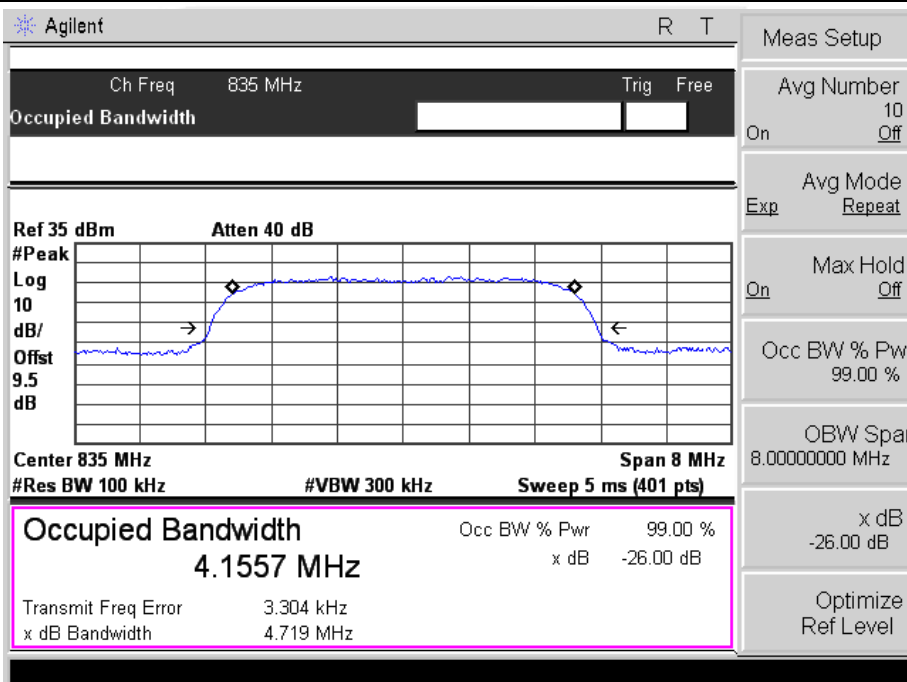 Agilent R T
Ch Freq 835 MHz Trig Free
Occupied Bandwidth
Ref 35 dBm Atten 40 dB
#Peak
Log
10
dB/
Offst
9.5
dB
Center 835 MHz Span 8 MHz
#Res BW 100 kHz #VBW 300 kHz Sweep 5 ms (401 pts)
Occupied Bandwidth
4.1557 MHz
Occ BW % Pwr 99.00 %
x dB -26.00 dB
Transmit Freq Error 3.304 kHz
x dB Bandwidth 4.719 MHz
Meas Setup
Avg Number
10
On Off
Avg Mode
Exp Repeat
Max Hold
On Off
Occ BW % Pw
99.00 %
OBW Spa
8.00000000 MHz
x dB
-26.00 dB
Optimize
Ref Level